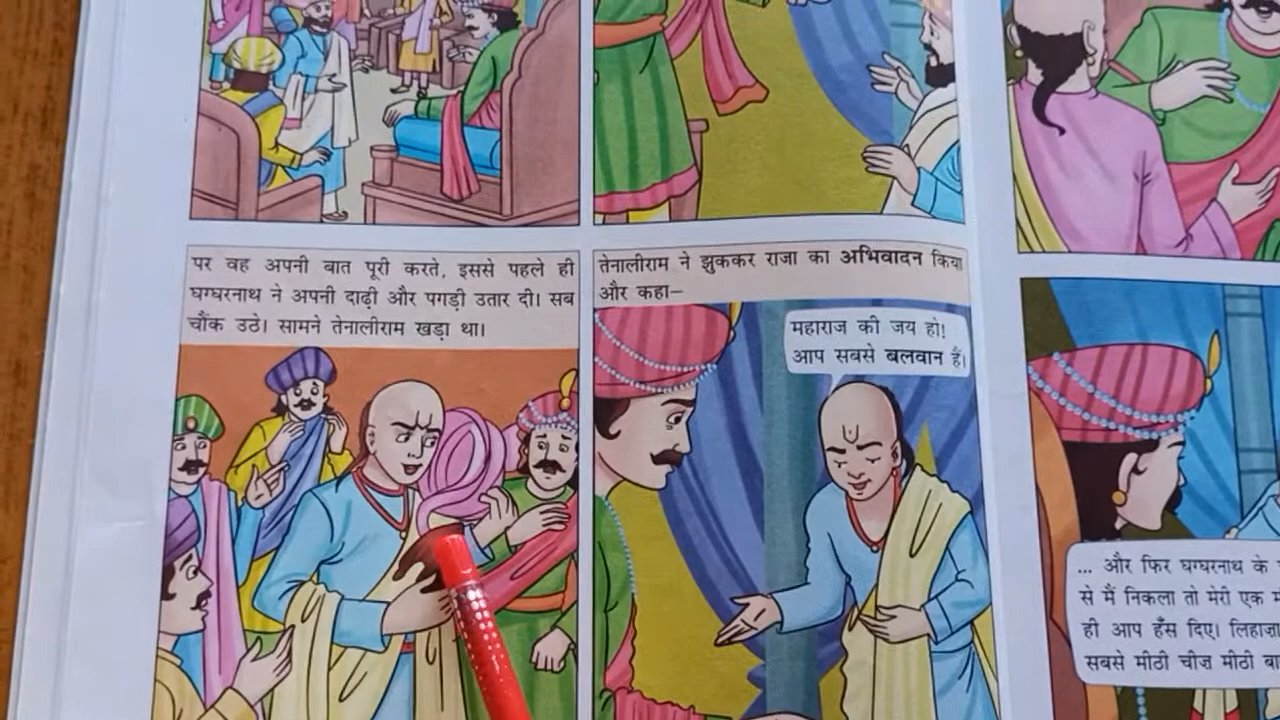 पर वह अपनी बात पूरी करते, इससे पहले ही
घग्घरनाथ ने अपनी दाढ़ी और पगड़ी उतार दी। सब
चौंक उठे। सामने तेनालीराम खड़ा था।
तेनालीराम ने झुककर राजा का अभिवादन किया
और कहा—
महाराज की जय हो!
आप सबसे बलवान हैं।
... और फिर घग्घरनाथ के
से मैं निकला तो मेरी एक
ही आप हँस दिए। लिहाज़ा
सबसे मीठी चीज़ मीठी